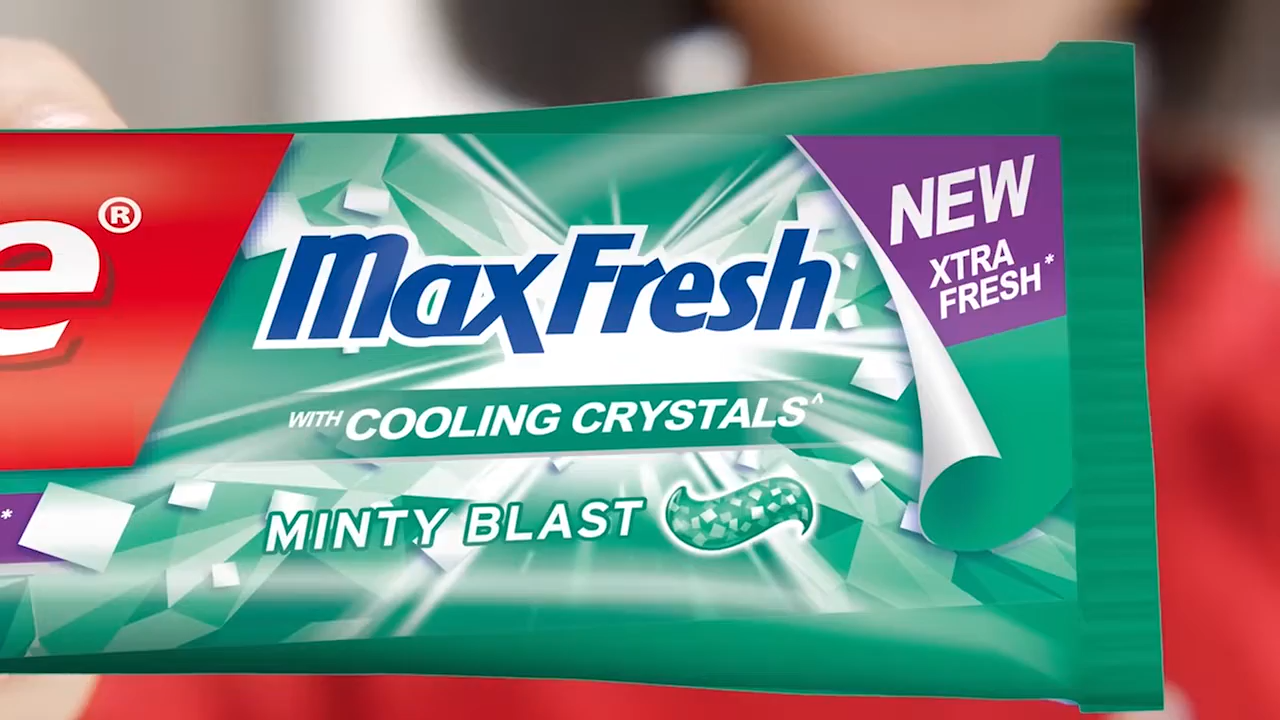 e®
MaxFresh
WITH COOLING CRYSTALS^
MINTY BLAST
NEW
XTRA
FRESH*
*